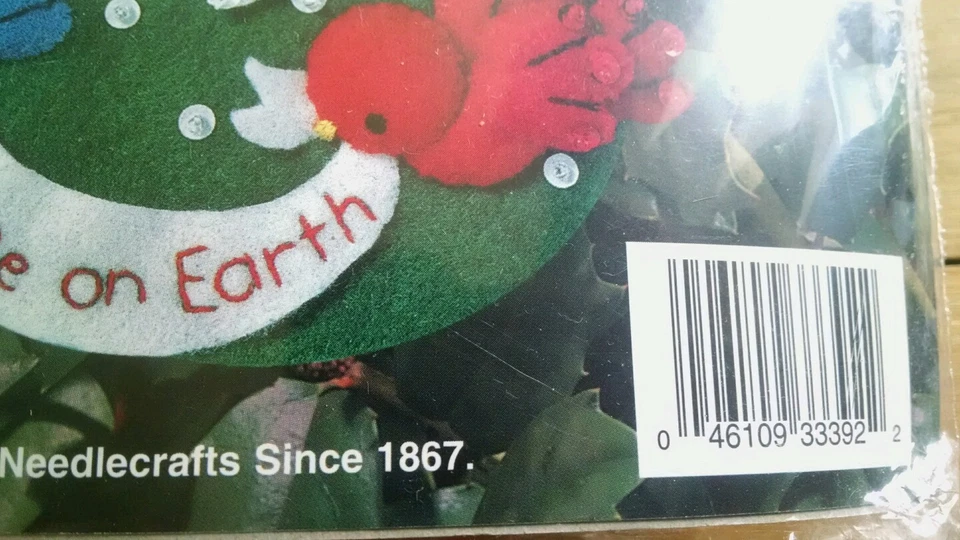 on Earth
Needlecrafts Since 1867.
0 46109 33392 2